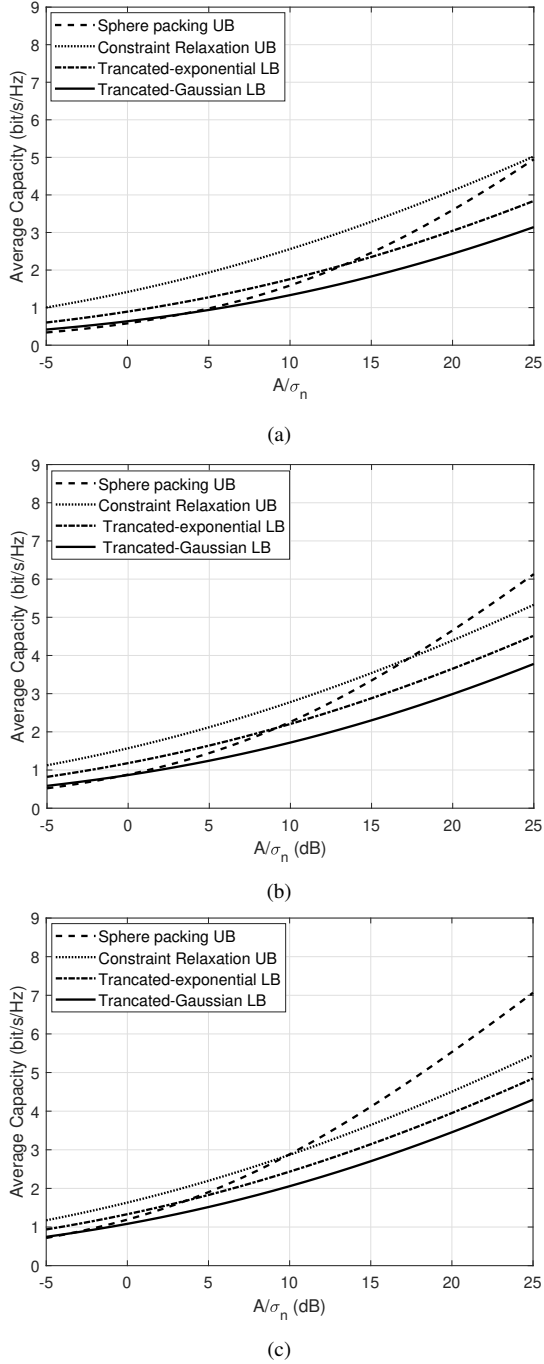 9
8
7
6
5
4
3
2
1
0
Average Capacity (bit/s/Hz)
Sphere packing UB
Constraint Relaxation UB
Trancated-exponential LB
Trancated-Gaussian LB
-5 0 5 10 15 20 25
A/σn
(a)
9
8
7
6
5
4
3
2
1
0
Average Capacity (bit/s/Hz)
Sphere packing UB
Constraint Relaxation UB
Trancated-exponential LB
Trancated-Gaussian LB
-5 0 5 10 15 20 25
A/σn (dB)
(b)
9
8
7
6
5
4
3
2
1
0
Average Capacity (bit/s/Hz)
Sphere packing UB
Constraint Relaxation UB
Trancated-exponential LB
Trancated-Gaussian LB
-5 0 5 10 15 20 25
A/σn (dB)
(c)